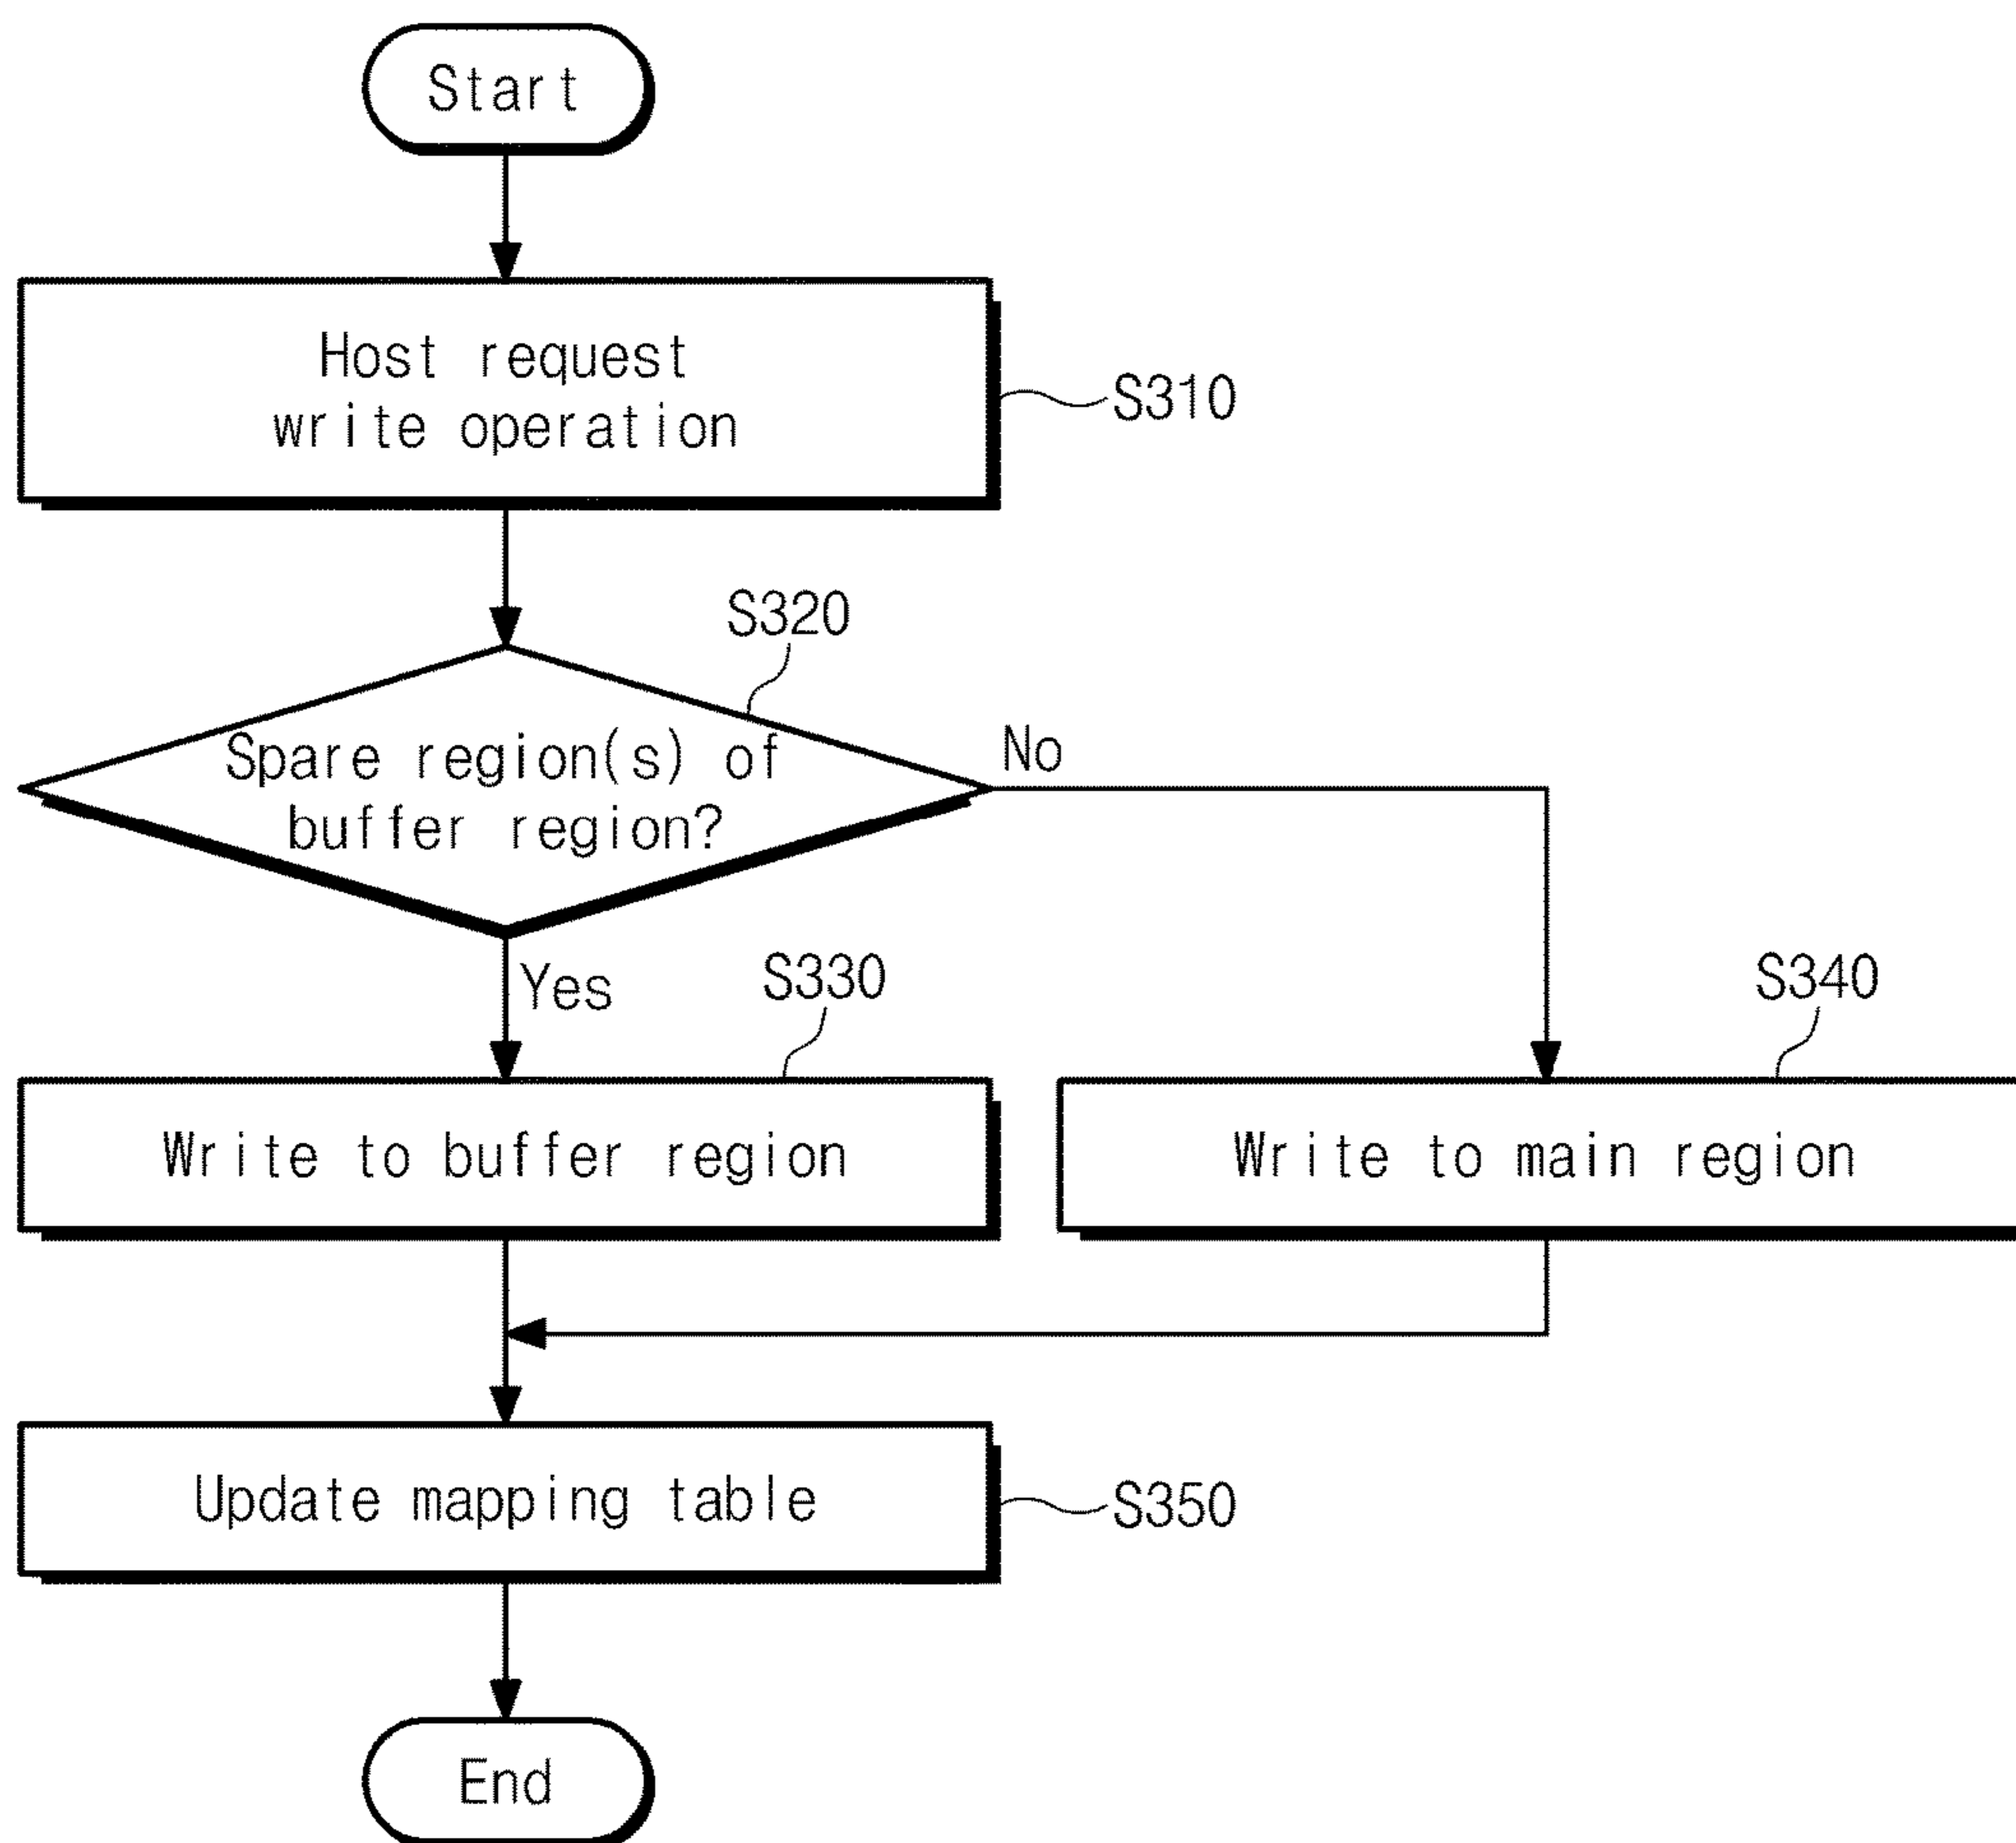 Start
Host request
write operation
S310
S320
Spare region(s) of
buffer region?
No
Yes
S330
S340
Write to buffer region
Write to main region
Update mapping table
S350
End